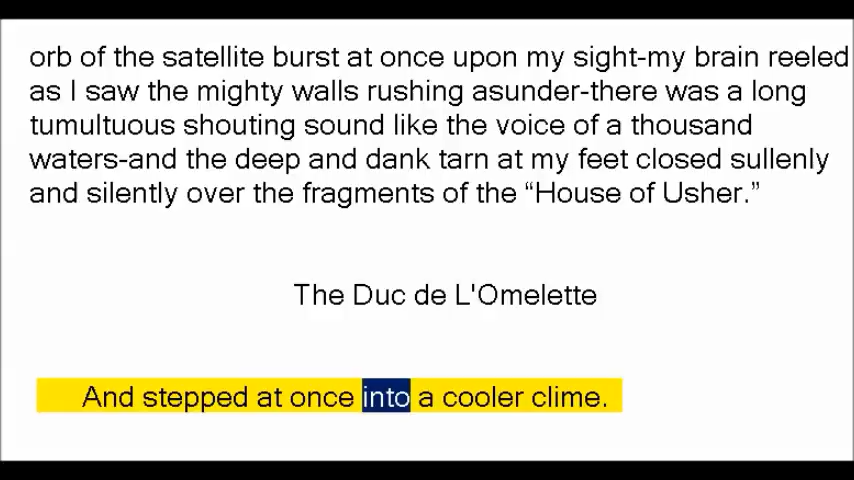 orb of the satellite burst at once upon my sight-my brain reeled
as I saw the mighty walls rushing asunder-there was a long
tumultuous shouting sound like the voice of a thousand
waters-and the deep and dank tarn at my feet closed sullenly
and silently over the fragments of the “House of Usher.”
The Duc de L'Omelette
And stepped at once into a cooler clime.